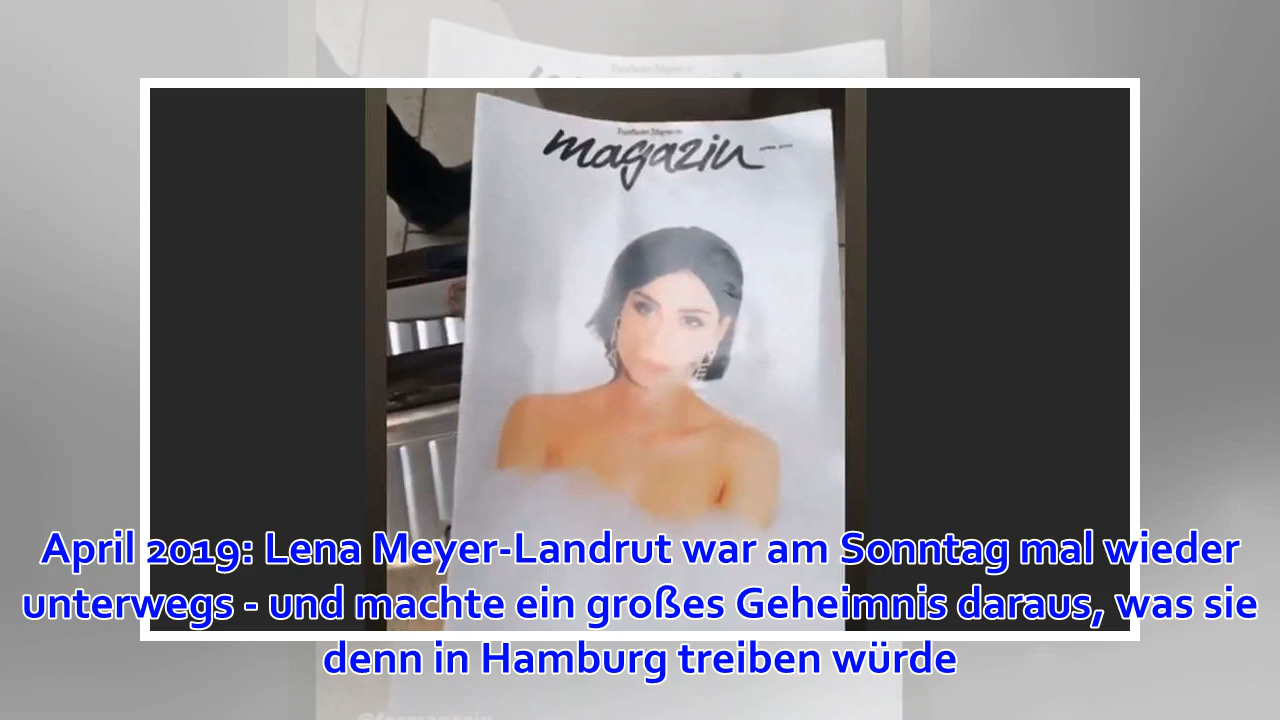 magazin
April 2019: Lena Meyer-Landrut war am Sonntag mal wieder
unterwegs - und machte ein großes Geheimnis daraus, was sie
denn in Hamburg treiben würde